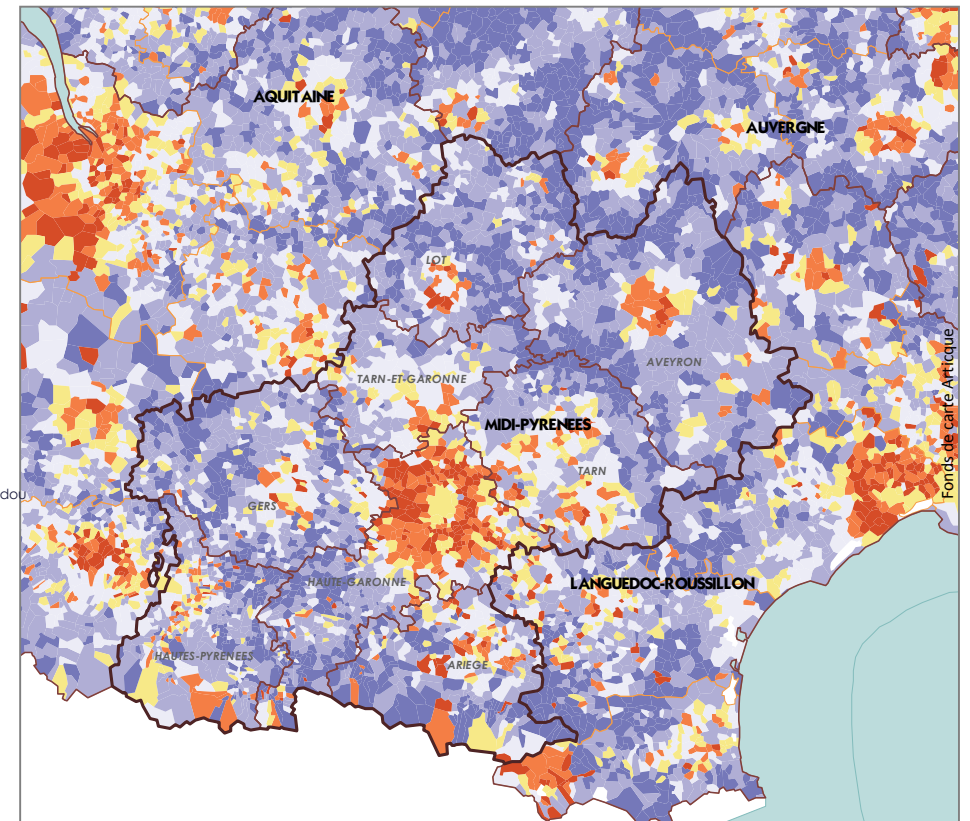 AQUITAINE
AUVERGNE
LOT
AVEYRON
TARN-ET-GARONNE
MIDI-PYRENEES
TARN
dou
GERS
HAUTE-GARONNE
LANGUEDOC-ROUSSILLON
HAUTES-PYRENEES
ARIEGE
Fonds de carte Articque